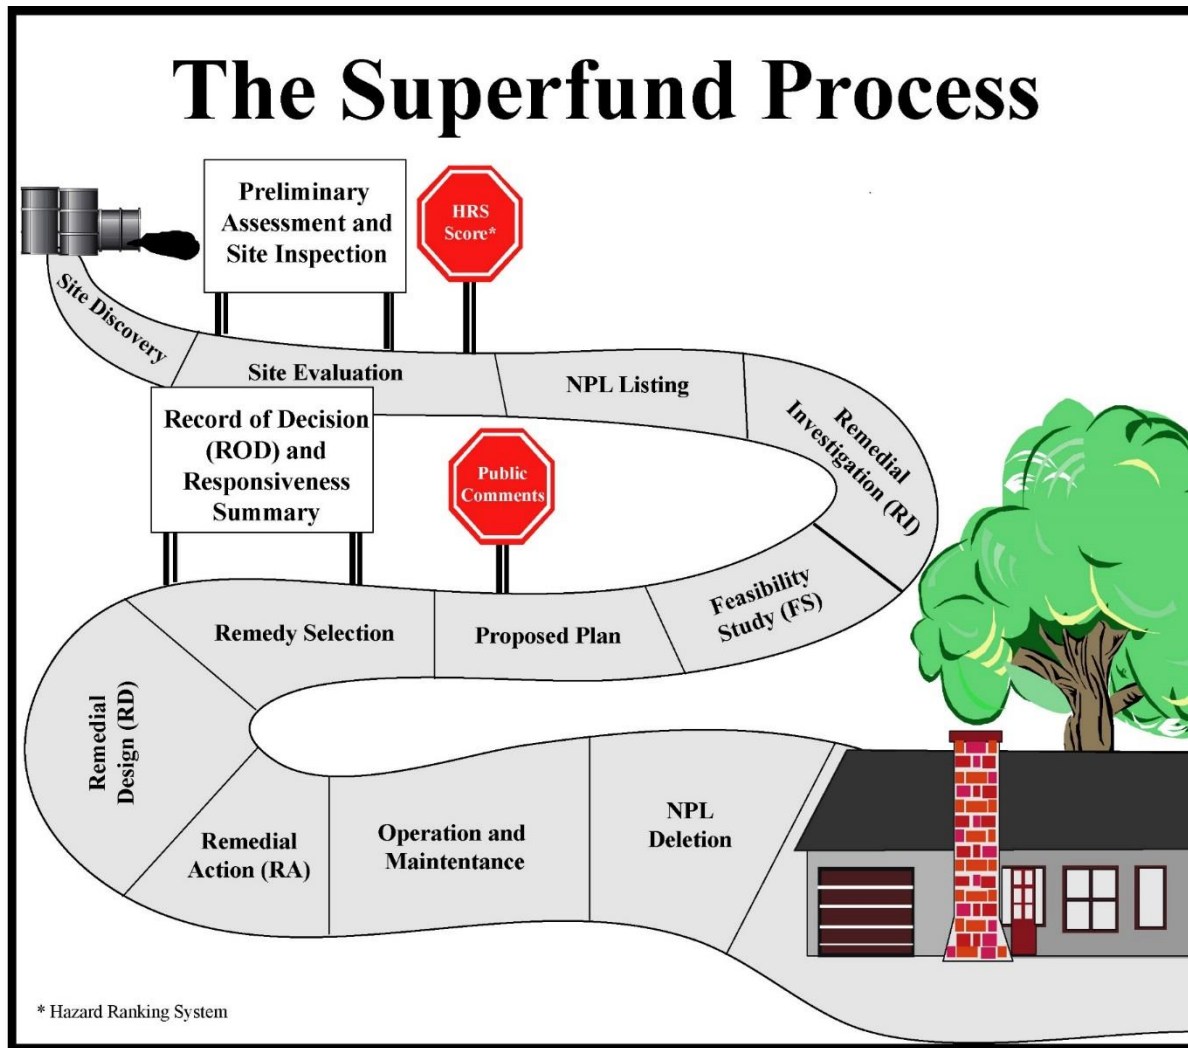 The Superfund Process
Preliminary
Assessment and
Site Inspection
HRS
Score*
Site Discovery
Site Evaluation
NPL Listing
Remedial
Investigation (RI)
Record of Decision
(ROD) and
Responsiveness
Summary
Public
Comments
Feasibility
Study (FS)
Proposed Plan
Remedy Selection
Remedial
Design (RD)
Remedial
Action (RA)
Operation and
Maintentance
NPL
Deletion
* Hazard Ranking System